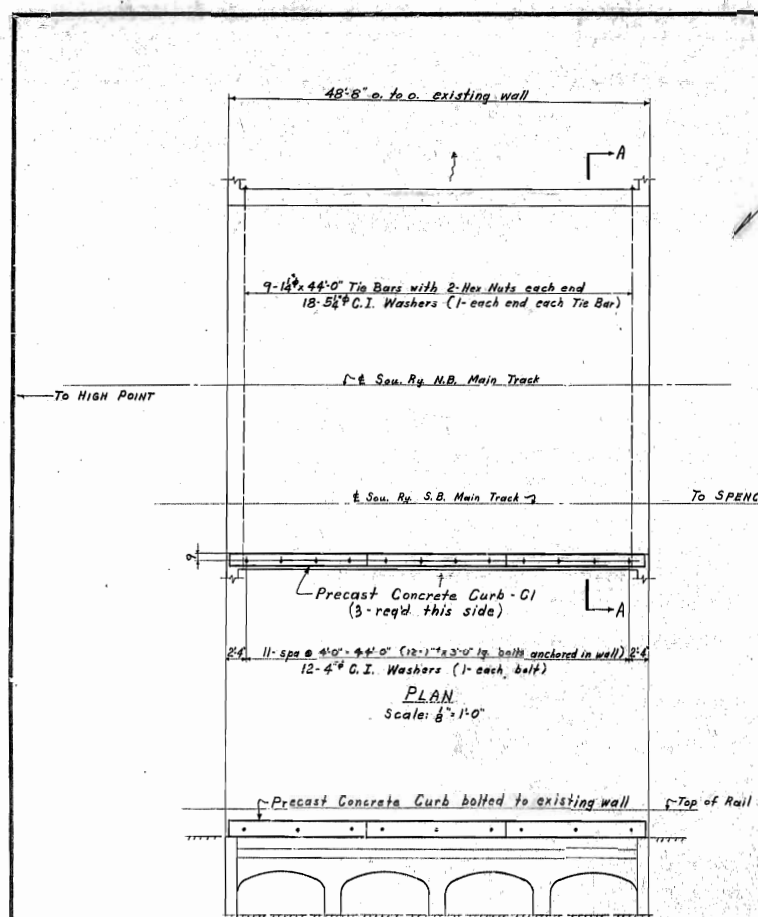 48'-8" o. to o. existing wall
A
9-1¼"ϕ x 44'-0" Tie Bars with 2-Hex Nuts each end
18-5¼"ϕ C.I. Washers (1-each end each Tie Bar)
℄ Sou. Ry. N.B. Main Track
TO HIGH POINT
℄ Sou. Ry. S.B. Main Track
TO SPENC
9
Precast Concrete Curb - C1
(3-req'd this side)
A
2'-4" 11-spa @ 4'-0" = 44'-0" (12-1"ϕ x 3'-0" lg. bolts anchored in wall) 2'-4"
12-4"ϕ C.I. Washers (1-each bolt)
PLAN
Scale: ⅛" = 1'-0"
Precast Concrete Curb bolted to existing wall
Top of Rail